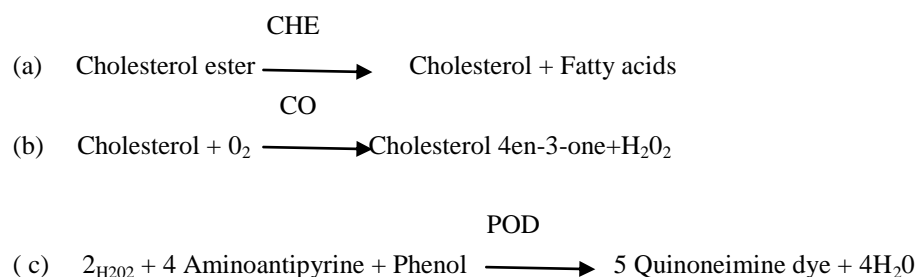 CHE
(a) Cholesterol ester Cholesterol + Fatty acids
CO
(b) Cholesterol + 0₂ Cholesterol 4en-3-one+H₂0₂
POD
( c) 2H202 + 4 Aminoantipyrine + Phenol 5 Quinoneimine dye + 4H₂0